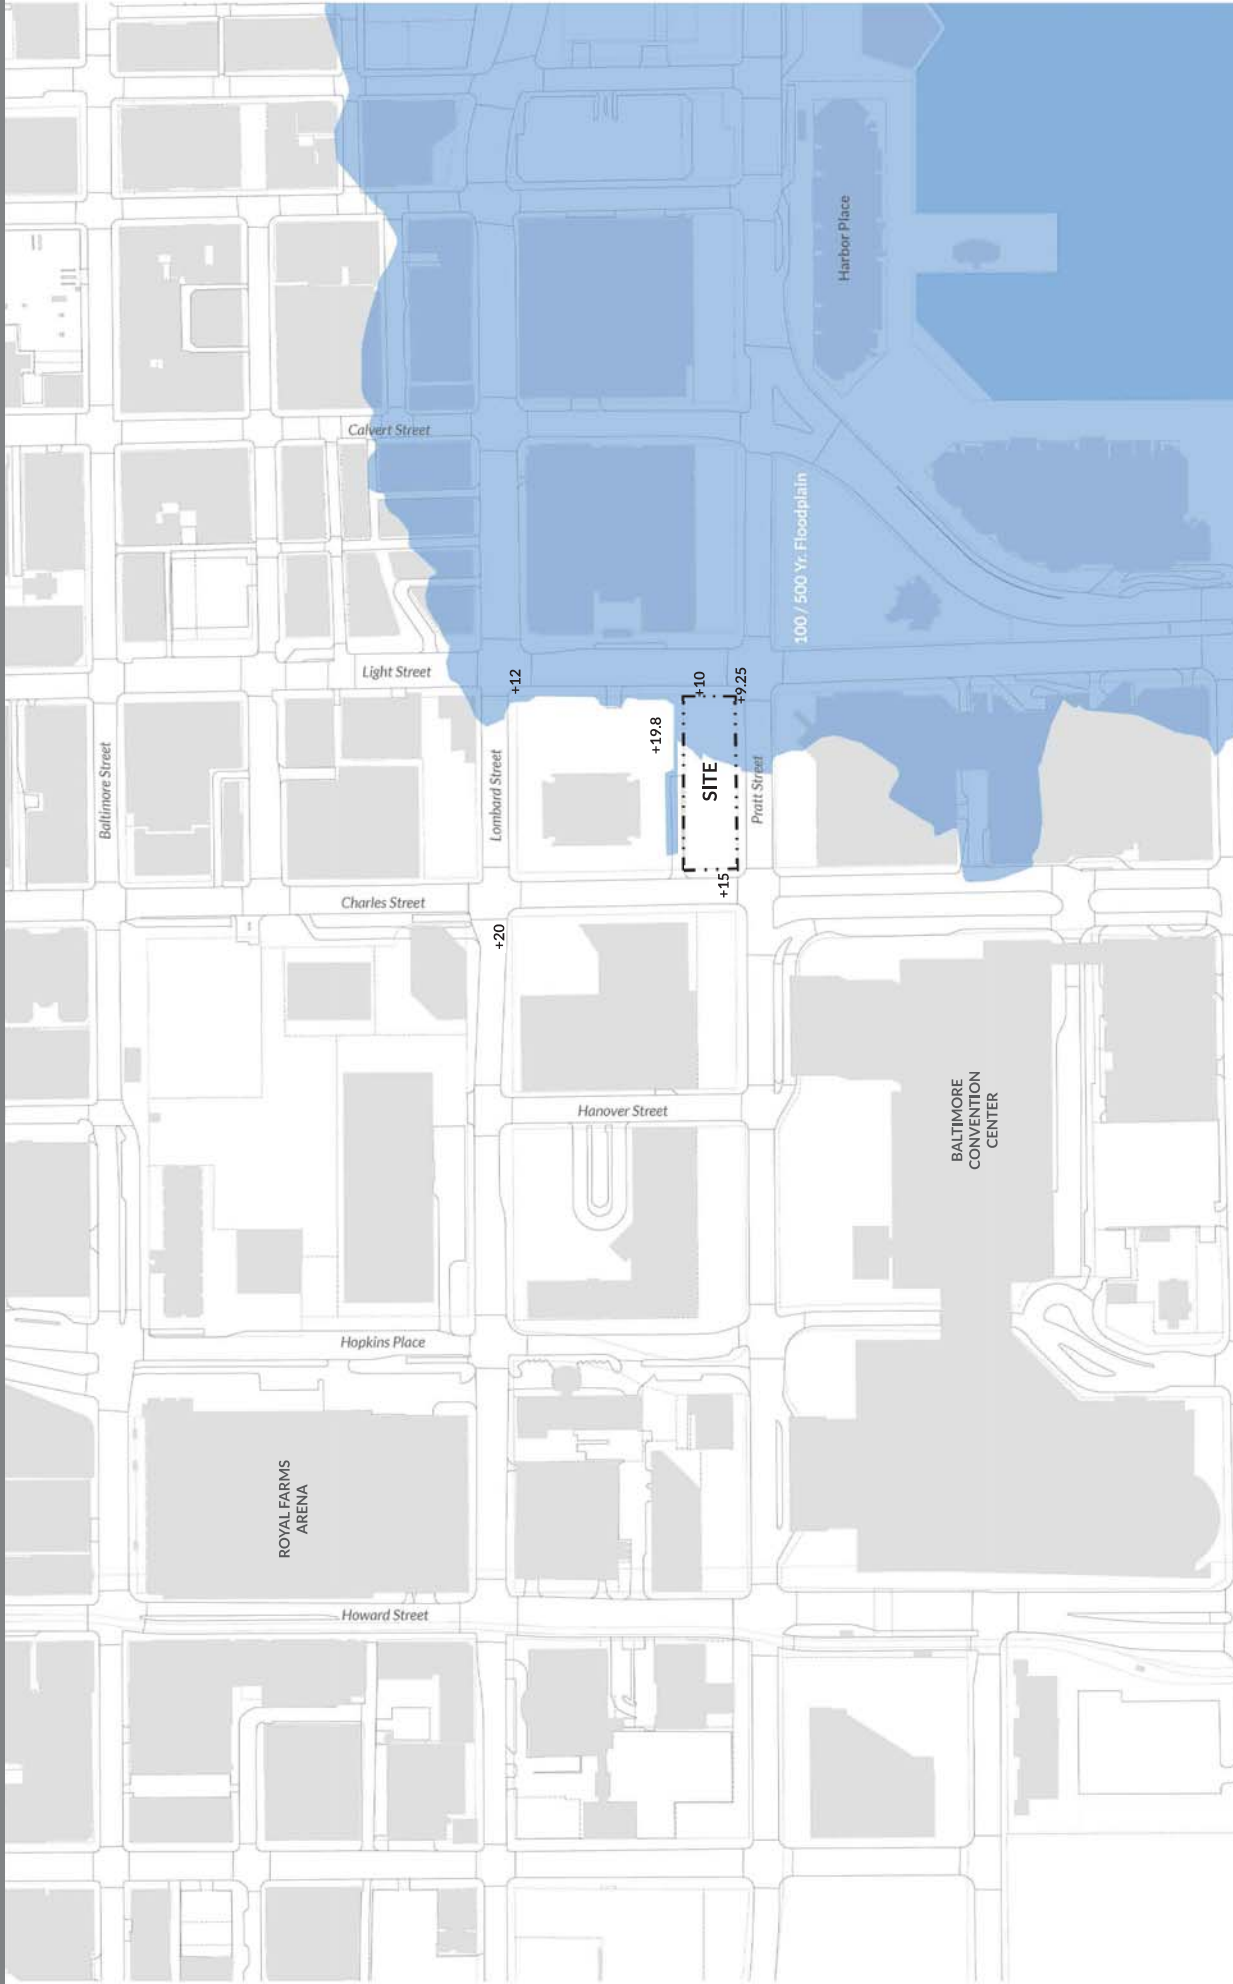 Harbor Place
Calvert Street
100 / 500 Yr. Floodplain
Light Street
+12
+10
+9.25
+19.8
SITE
Baltimore Street
Lombard Street
Pratt Street
+15
Charles Street
+20
Hanover Street
BALTIMORE
CONVENTION
CENTER
Hopkins Place
ROYAL FARMS
ARENA
Howard Street